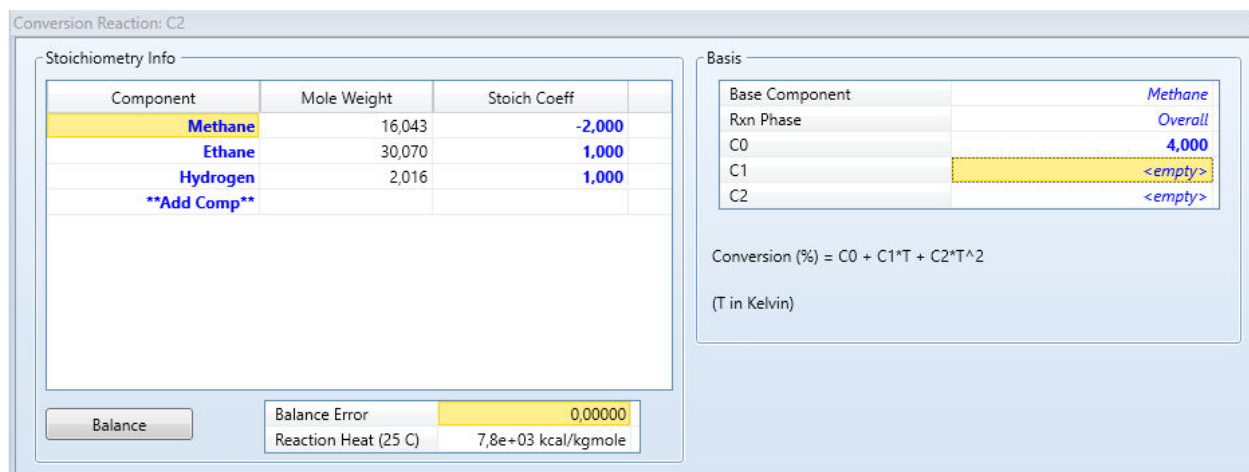 Conversion Reaction: C2
Stoichiometry Info
Component Mole Weight Stoich Coeff
Methane 16,043 -2,000
Ethane 30,070 1,000
Hydrogen 2,016 1,000
**Add Comp**
Balance
Balance Error 0,00000
Reaction Heat (25 C) 7,8e+03 kcal/kgmole
Basis
Base Component Methane
Rxn Phase Overall
C0 4,000
C1 <empty>
C2 <empty>
Conversion (%) = C0 + C1*T + C2*T^2
(T in Kelvin)